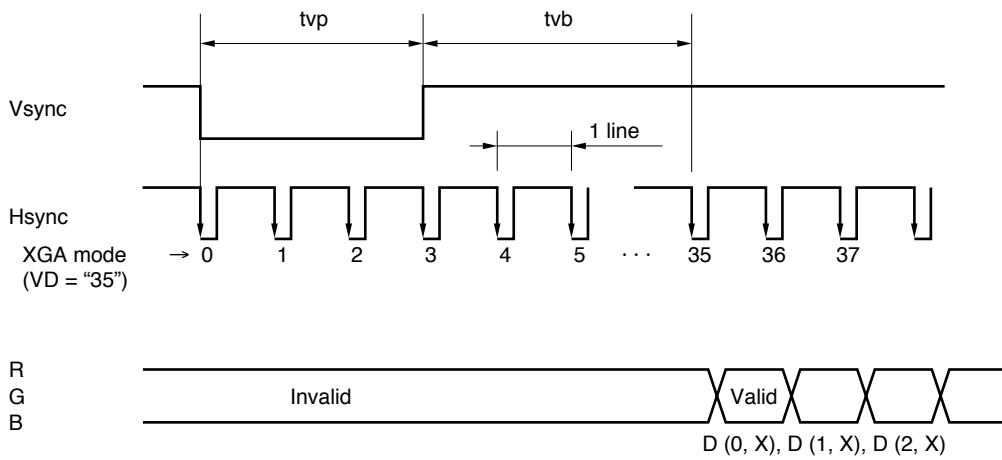 tvp tvb
Vsync
1 line
Hsync
XGA mode → 0 1 2 3 4 5 · · · 35 36 37
(VD = “35”)
R
G Invalid Valid
B
D (0, X), D (1, X), D (2, X)